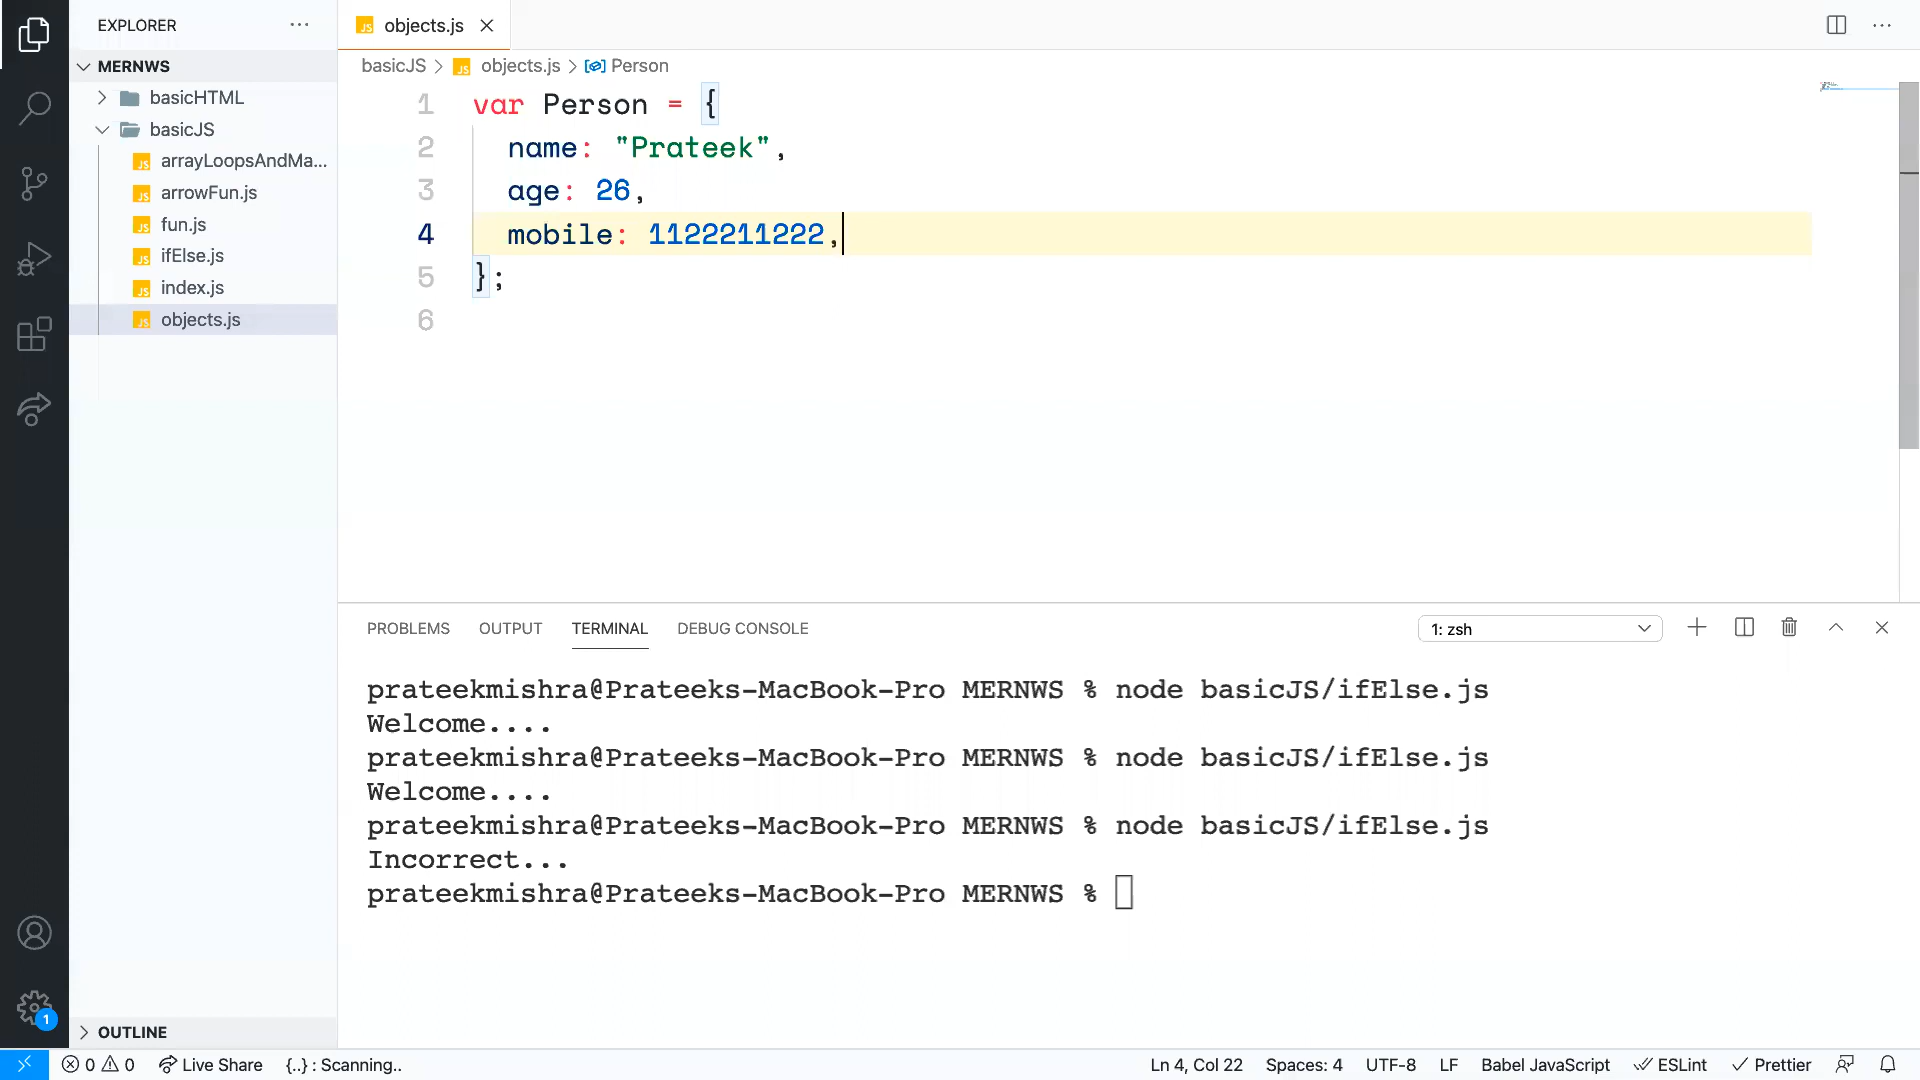 EXPLORER
MERNWS
basicHTML
basicJS
arrayLoopsAndMa...
arrowFun.js
fun.js
ifElse.js
index.js
objects.js
OUTLINE
objects.js
basicJS > objects.js > Person
1 var Person = {
2 name: "Prateek",
3 age: 26,
4 mobile: 1122211222,
5 };
6
PROBLEMS OUTPUT TERMINAL DEBUG CONSOLE 1: zsh
prateekmishra@Prateeks-MacBook-Pro MERNWS % node basicJS/ifElse.js
Welcome....
prateekmishra@Prateeks-MacBook-Pro MERNWS % node basicJS/ifElse.js
Welcome....
prateekmishra@Prateeks-MacBook-Pro MERNWS % node basicJS/ifElse.js
Incorrect...
prateekmishra@Prateeks-MacBook-Pro MERNWS %
1
0 0 Live Share {..} : Scanning.. Ln 4, Col 22 Spaces: 4 UTF-8 LF Babel JavaScript ESLint Prettier